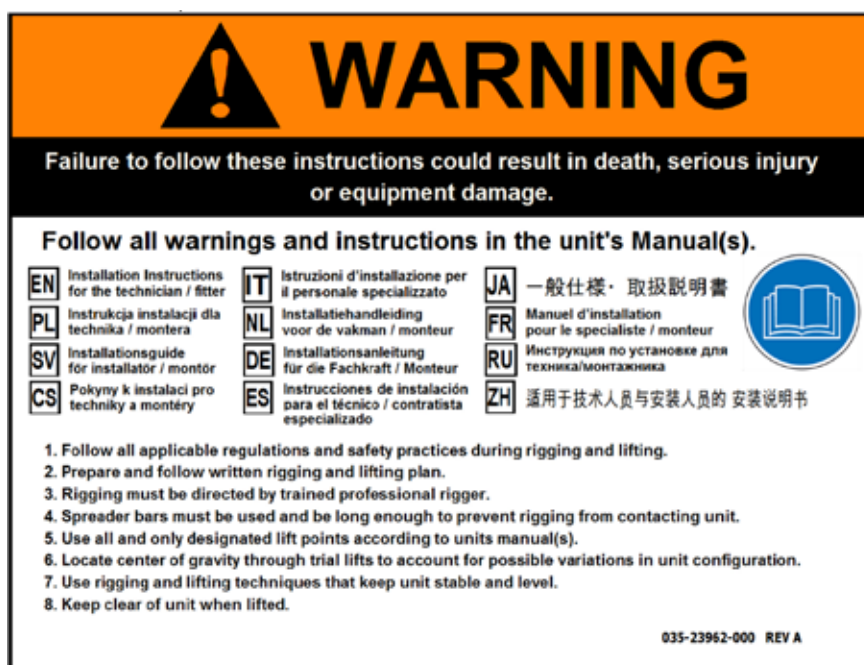 WARNING
Failure to follow these instructions could result in death, serious injury
or equipment damage.
Follow all warnings and instructions in the unit's Manual(s).
EN Installation Instructions
for the technician / fitter
PL Instrukcja instalacji dla
technika / montera
SV Installationsguide
för installatör / montör
CS Pokyny k instalaci pro
techniky a montéry
IT Istruzioni d'installazione per
il personale specializzato
NL Installatiehandleiding
voor de vakman / monteur
DE Installationsanleitung
für die Fachkraft / Monteur
ES Instrucciones de instalación
para el técnico / contratista
especializado
JA 一般仕様・取扱説明書
FR Manuel d'installation
pour le specialiste / monteur
RU Инструкция по установке для
техника/монтажника
ZH 适用于技术人员与安装人员的 安装说明书
1. Follow all applicable regulations and safety practices during rigging and lifting.
2. Prepare and follow written rigging and lifting plan.
3. Rigging must be directed by trained professional rigger.
4. Spreader bars must be used and be long enough to prevent rigging from contacting unit.
5. Use all and only designated lift points according to units manual(s).
6. Locate center of gravity through trial lifts to account for possible variations in unit configuration.
7. Use rigging and lifting techniques that keep unit stable and level.
8. Keep clear of unit when lifted.
035-23962-000 REV A